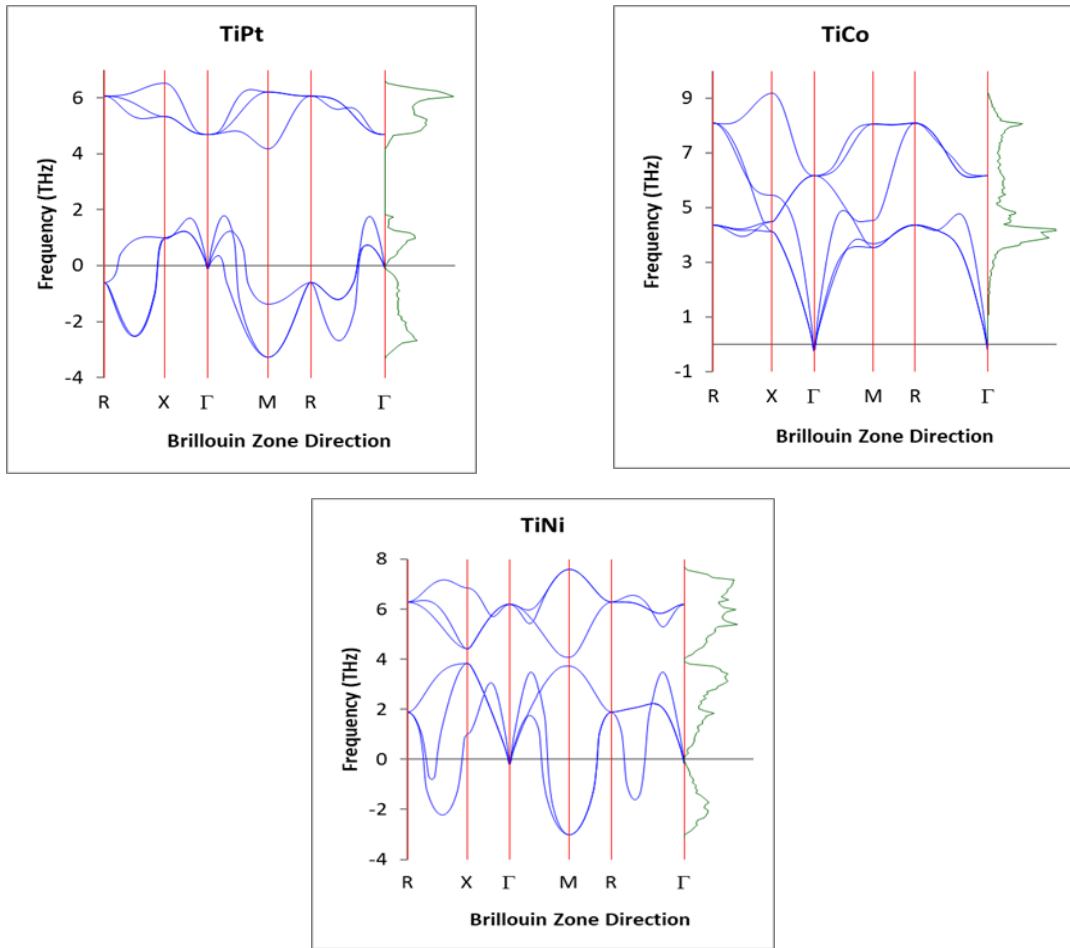 TiPt
Frequency (THz)
6
4
2
0
-2
-4
R X Γ M R Γ
Brillouin Zone Direction
TiCo
Frequency (THz)
9
7
5
3
1
-1
R X Γ M R Γ
Brillouin Zone Direction
TiNi
Frequency (THz)
8
6
4
2
0
-2
-4
R X Γ M R Γ
Brillouin Zone Direction